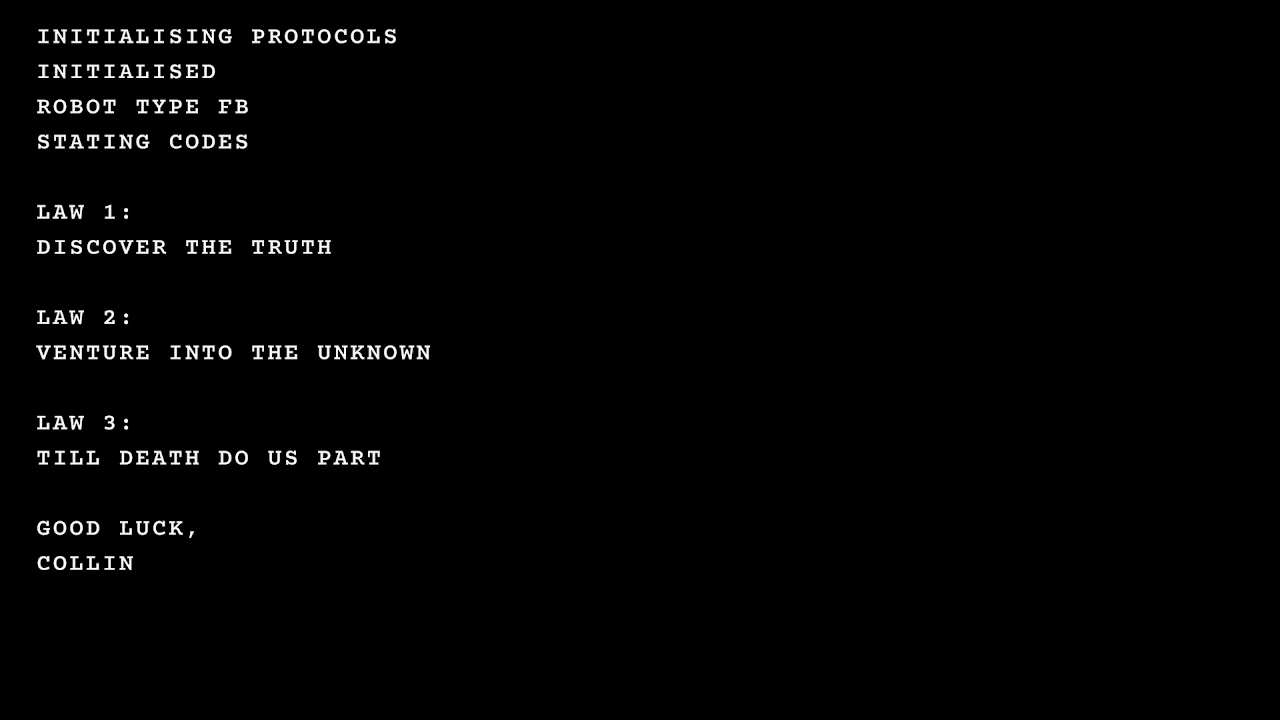 INITIALISING PROTOCOLS
INITIALISED
ROBOT TYPE FB
STATING CODES
LAW 1:
DISCOVER THE TRUTH
LAW 2:
VENTURE INTO THE UNKNOWN
LAW 3:
TILL DEATH DO US PART
GOOD LUCK,
COLLIN